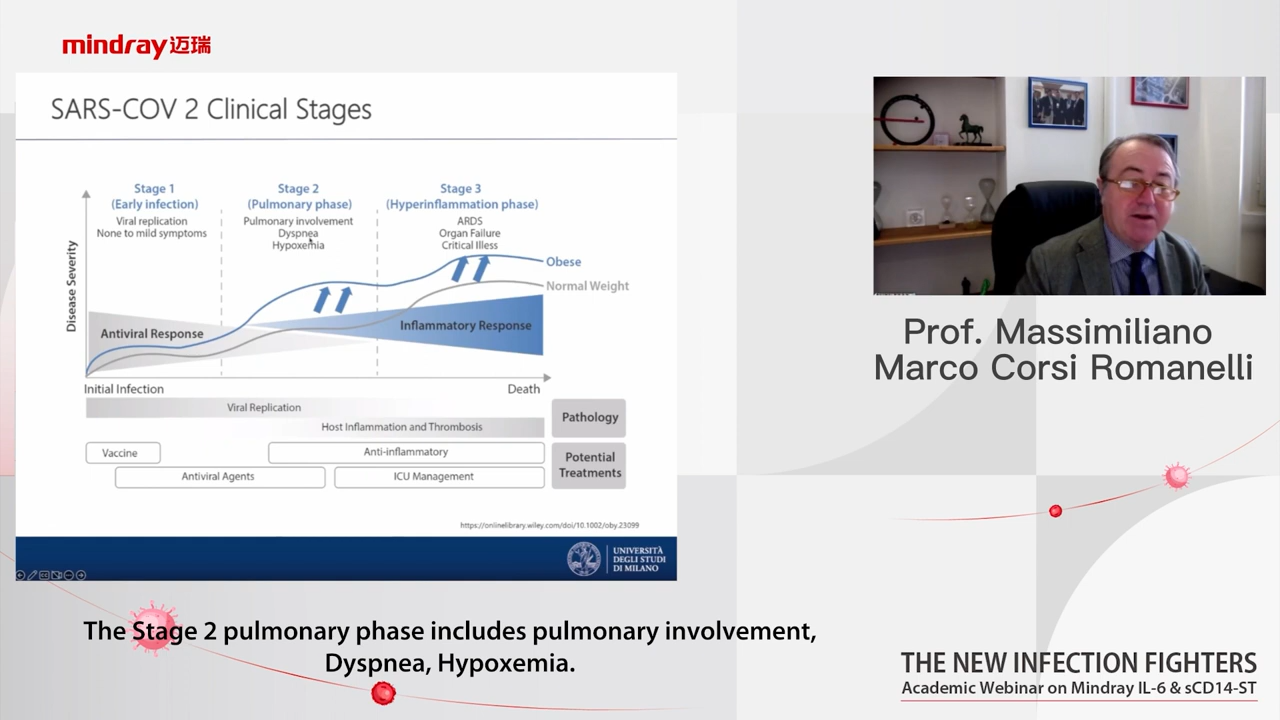 mindray迈瑞
SARS-COV 2 Clinical Stages
Stage 1
(Early infection)
Viral replication
None to mild symptoms
Stage 2
(Pulmonary phase)
Pulmonary involvement
Dyspnea
Hypoxemia
Stage 3
(Hyperinflammation phase)
ARDS
Organ Failure
Critical Illess
Disease Severity
Obese
Normal Weight
Antiviral Response
Inflammatory Response
Initial Infection
Death
Viral Replication
Host Inflammation and Thrombosis
Pathology
Vaccine
Anti-inflammatory
Antiviral Agents
ICU Management
Potential
Treatments
https://onlinelibrary.wiley.com/doi/10.1002/oby.23099
UNIVERSITÀ
DEGLI STUDI
DI MILANO
Prof. Massimiliano
Marco Corsi Romanelli
The Stage 2 pulmonary phase includes pulmonary involvement,
Dyspnea, Hypoxemia.
THE NEW INFECTION FIGHTERS
Academic Webinar on Mindray IL-6 & sCD14-ST